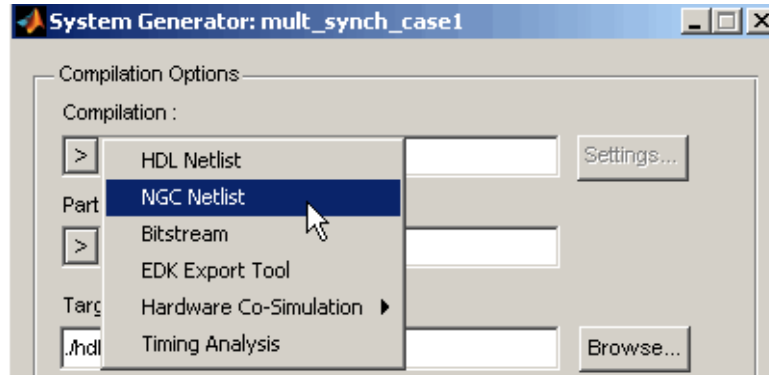 System Generator: mult_synch_case1
Compilation Options
Compilation :
> HDL Netlist Settings...
Part NGC Netlist
> Bitstream
EDK Export Tool
Targ Hardware Co-Simulation
./hdl Timing Analysis Browse...